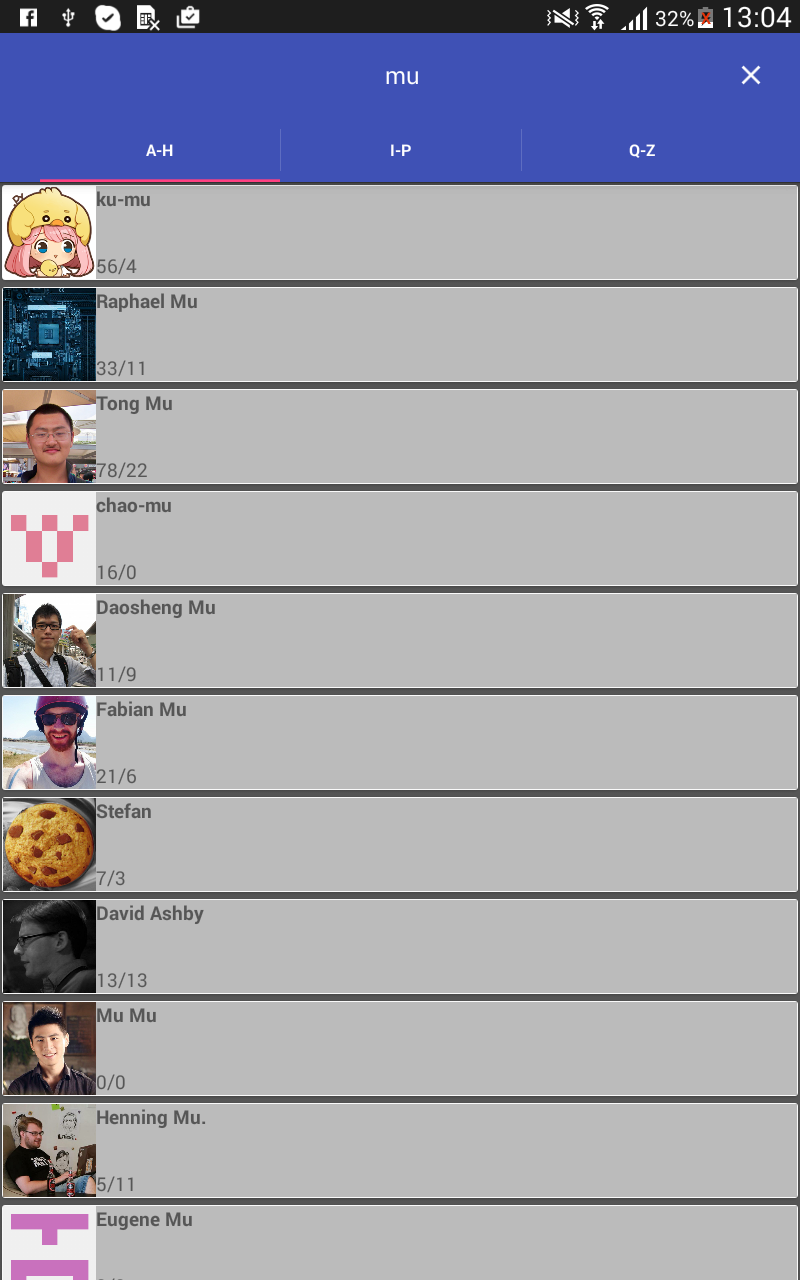 32% 13:04
mu
A-H I-P Q-Z
ku-mu
56/4
Raphael Mu
33/11
Tong Mu
78/22
chao-mu
16/0
Daosheng Mu
11/9
Fabian Mu
21/6
Stefan
7/3
David Ashby
13/13
Mu Mu
0/0
Henning Mu.
5/11
Eugene Mu